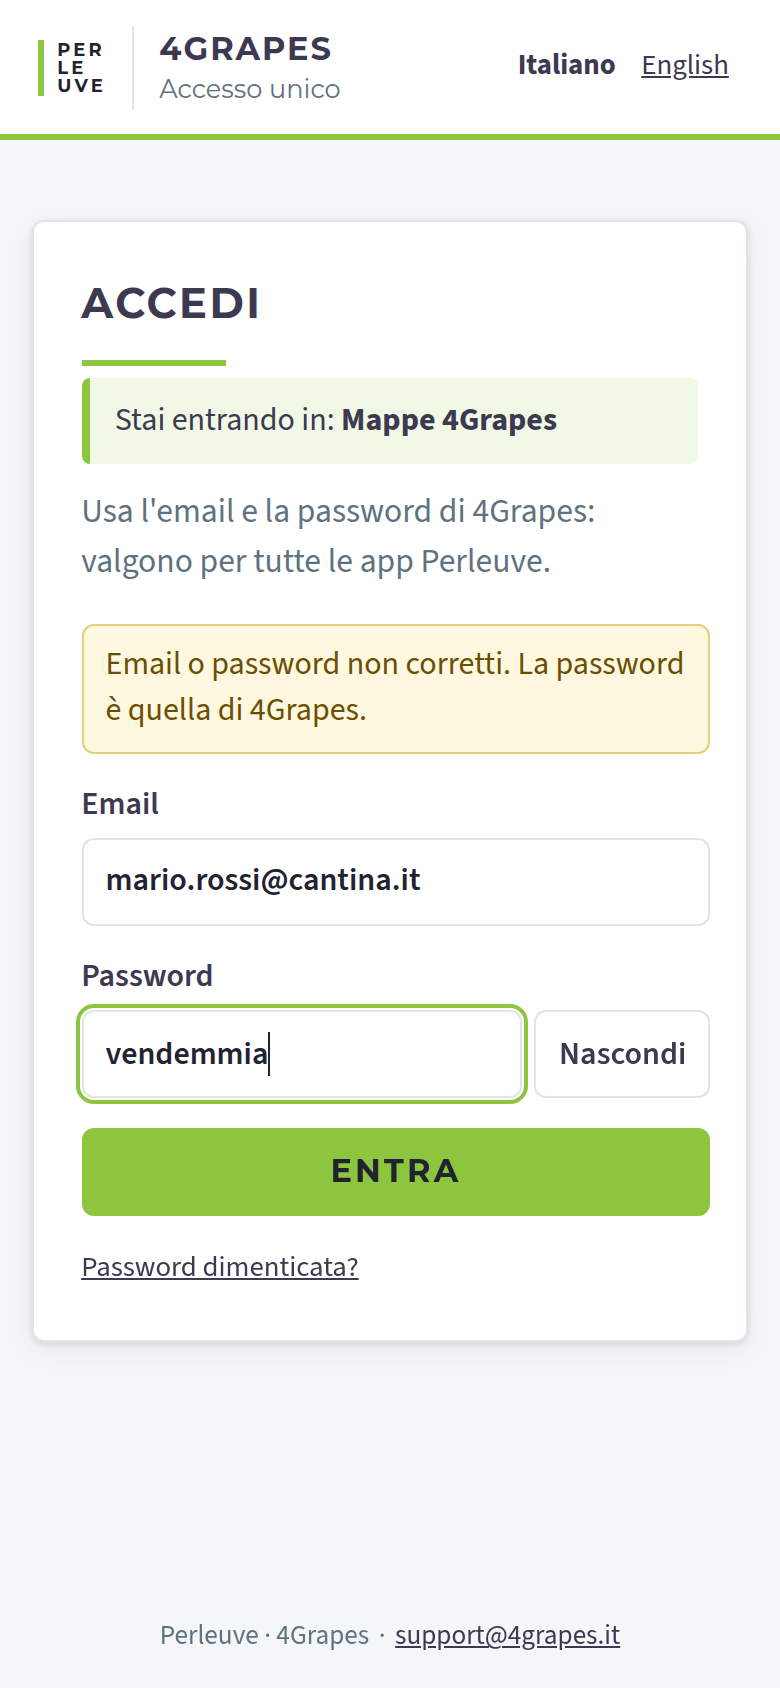 PER
LE
UVE
4GRAPES
Accesso unico
Italiano English
ACCEDI
Stai entrando in: Mappe 4Grapes
Usa l'email e la password di 4Grapes:
valgono per tutte le app Perleuve.
Email o password non corretti. La password
è quella di 4Grapes.
Email
mario.rossi@cantina.it
Password
vendemmia Nascondi
ENTRA
Password dimenticata?
Perleuve · 4Grapes · support@4grapes.it